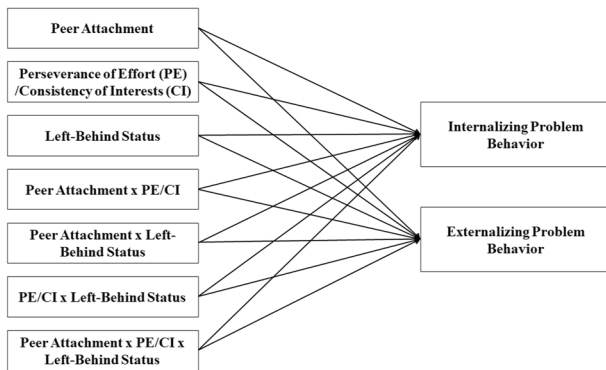 Peer Attachment
Perseverance of Effort (PE)
/Consistency of Interests (CI)
Left-Behind Status
Peer Attachment x PE/CI
Peer Attachment x Left-
Behind Status
PE/CI x Left-Behind Status
Peer Attachment x PE/CI x
Left-Behind Status
Internalizing Problem
Behavior
Externalizing Problem
Behavior